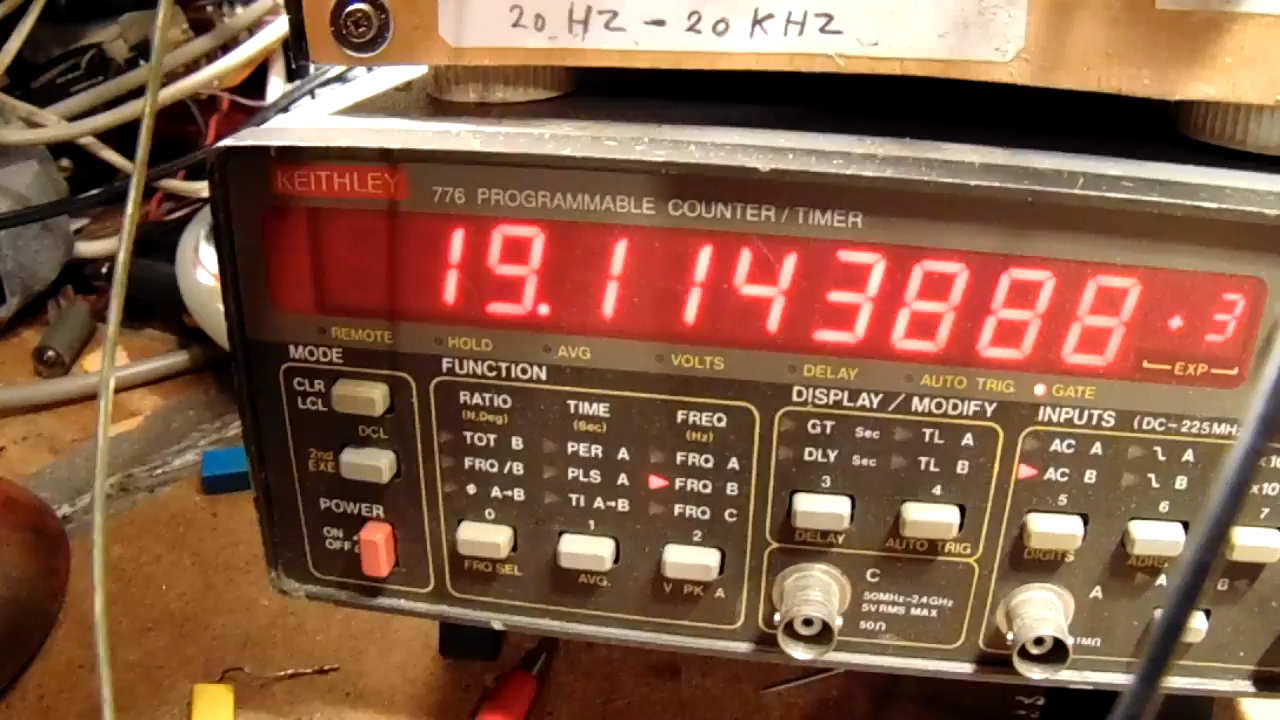 20 HZ - 20 KHZ
KEITHLEY 776 PROGRAMMABLE COUNTER/TIMER
19.1143888 +3
EXP
REMOTE HOLD AVG VOLTS DELAY AUTO TRIG GATE
MODE FUNCTION DISPLAY / MODIFY INPUTS (DC-225MHz
CLR LCL
DCL
2nd EXE
POWER
ON
OFF
RATIO (N,Deg)
TOT B
FRQ/B
Φ A→B
0
FRQ SEL
TIME (Sec)
PER A
PLS A
TI A→B
1
AVG.
FREQ (Hz)
FRQ A
FRQ B
FRQ C
2
V PK A
GT Sec TL A
DLY Sec TL B
3 4
DELAY AUTO TRIG
C
50MHz-2.4GHz
5V RMS MAX
50Ω
AC A A
AC B B
5 6 7
DIGITS ADRS
A B
A
1MΩ